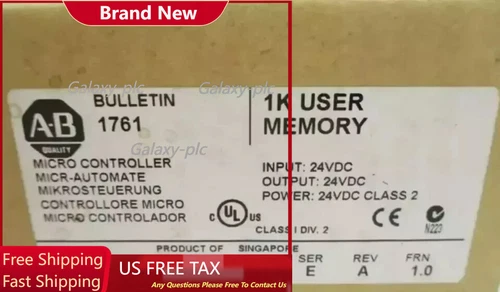 Brand New
Galaxy-plc
Galaxy-plc
BULLETIN
1761
1K USER
MEMORY
A-B
QUALITY
Galaxy-plc
MICRO CONTROLLER
MICR-AUTOMATE
MIKROSTEUERUNG
CONTROLLORE MICRO
MICRO CONTROLADOR
INPUT: 24VDC
OUTPUT: 24VDC
POWER: 24VDC CLASS 2
c UL US
CE
N223
CLASS I DIV. 2
PRODUCT OF SINGAPORE
SER REV FRN
E A 1.0
Free Shipping
Fast Shipping
US FREE TAX
Any Questions Please Free To Contact US